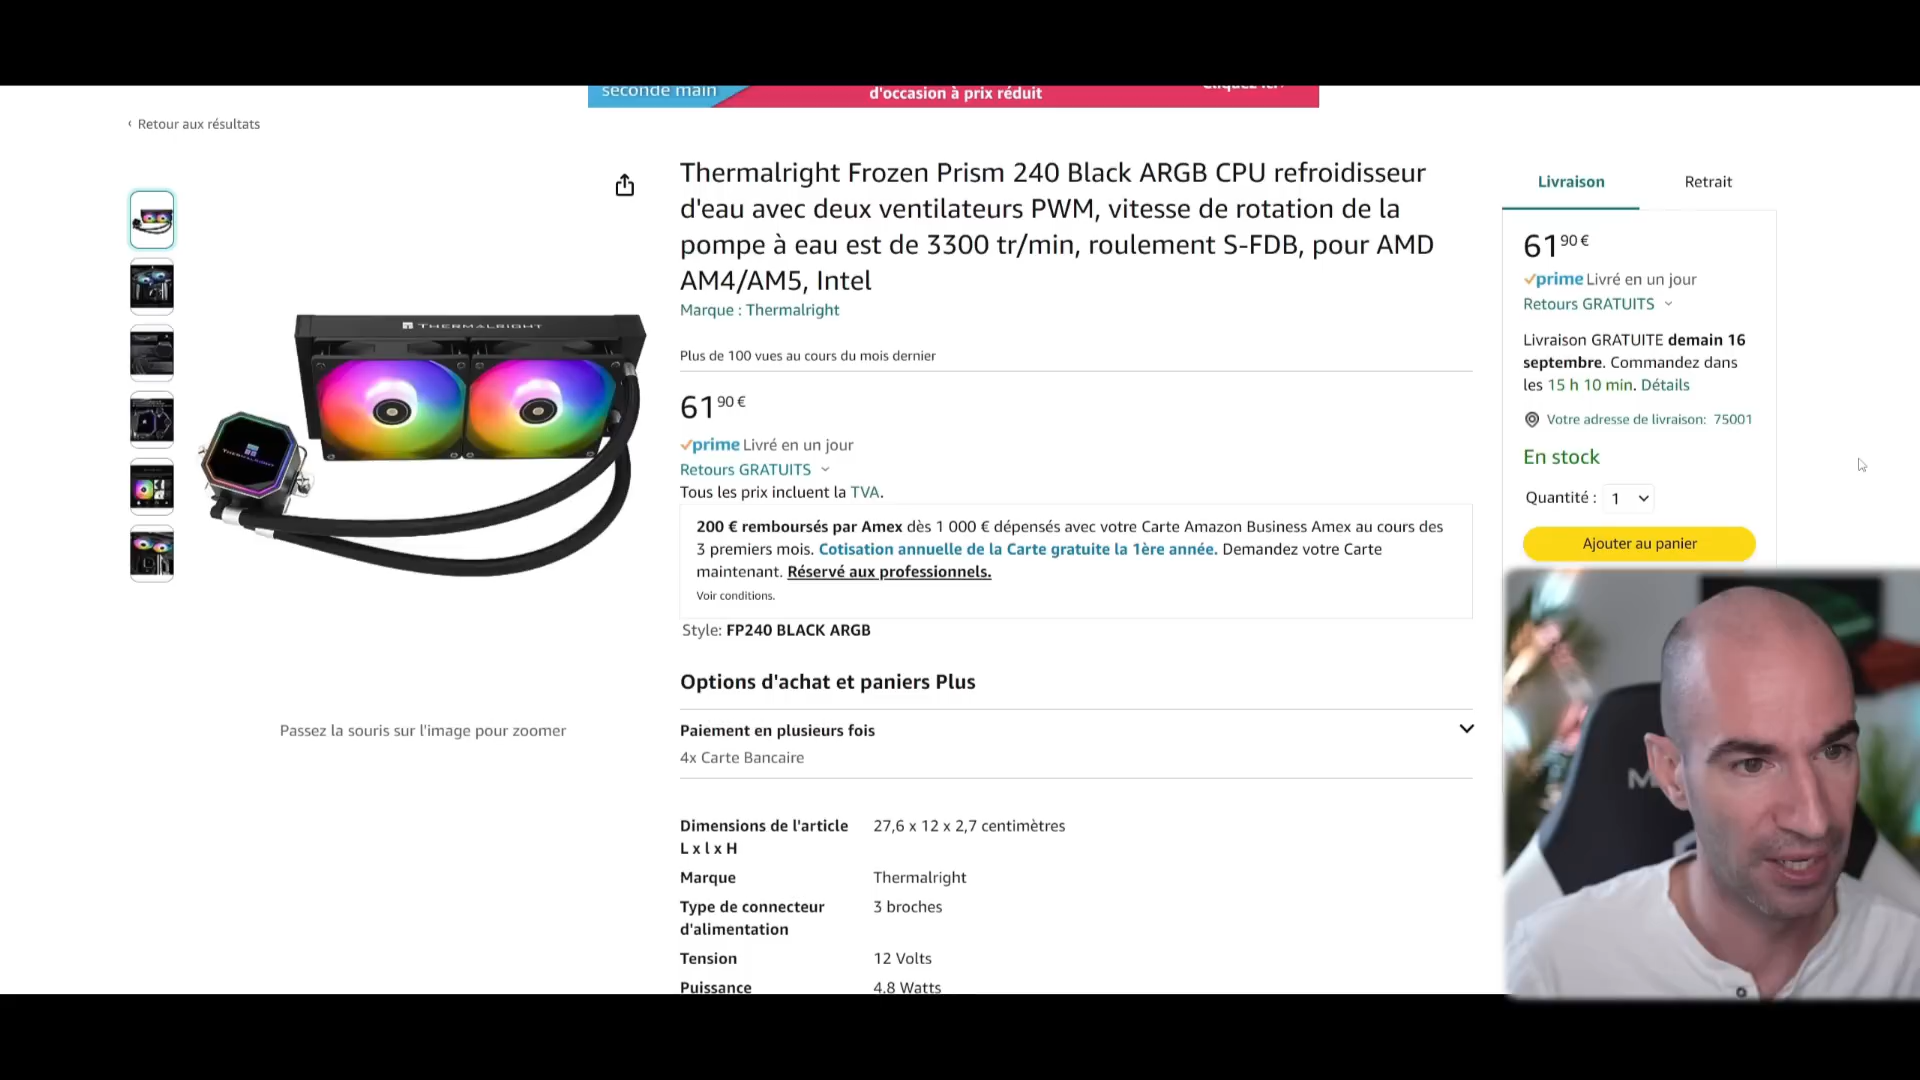 seconde main
d'occasion à prix réduit
Retour aux résultats
Thermalright Frozen Prism 240 Black ARGB CPU refroidisseur
d'eau avec deux ventilateurs PWM, vitesse de rotation de la
pompe à eau est de 3300 tr/min, roulement S-FDB, pour AMD
AM4/AM5, Intel
Marque : Thermalright
Plus de 100 vues au cours du mois dernier
61 90 €
prime Livré en un jour
Retours GRATUITS
Tous les prix incluent la TVA.
200 € remboursés par Amex dès 1 000 € dépensés avec votre Carte Amazon Business Amex au cours des
3 premiers mois. Cotisation annuelle de la Carte gratuite la 1ère année. Demandez votre Carte
maintenant. Réservé aux professionnels.
Voir conditions.
Style: FP240 BLACK ARGB
Options d'achat et paniers Plus
Paiement en plusieurs fois
4x Carte Bancaire
Dimensions de l'article 27,6 x 12 x 2,7 centimètres
L x l x H
Marque Thermalright
Type de connecteur 3 broches
d'alimentation
Tension 12 Volts
Puissance 4.8 Watts
THERMALRIGHT
THERMALRIGHT
Passez la souris sur l'image pour zoomer
Livraison Retrait
61 90 €
prime Livré en un jour
Retours GRATUITS
Livraison GRATUITE demain 16
septembre. Commandez dans
les 15 h 10 min. Détails
Votre adresse de livraison: 75001
En stock
Quantité : 1
Ajouter au panier